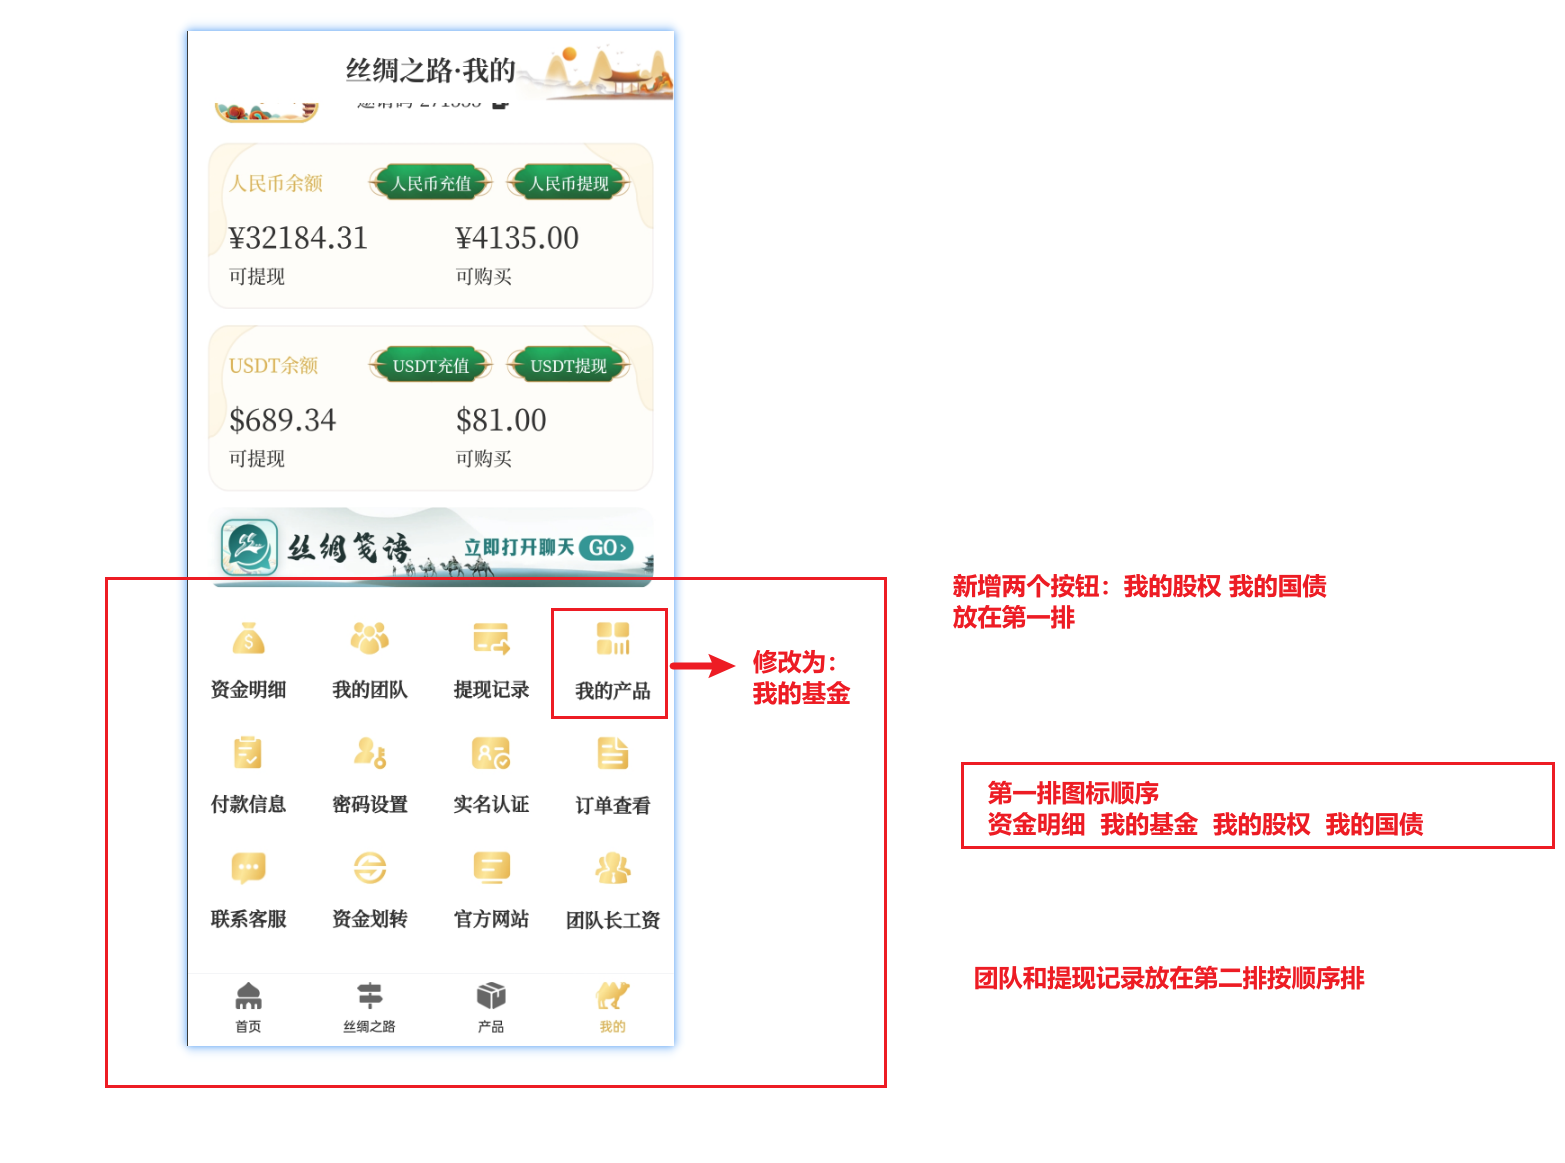 丝绸之路·我的
人民币余额 人民币充值 人民币提现
¥32184.31 ¥4135.00
可提现 可购买
USDT余额 USDT充值 USDT提现
$689.34 $81.00
可提现 可购买
丝绸笺语 立即打开聊天 GO>
新增两个按钮：我的股权 我的国债
放在第一排
资金明细 我的团队 提现记录 我的产品
修改为：
我的基金
付款信息 密码设置 实名认证 订单查看
第一排图标顺序
资金明细 我的基金 我的股权 我的国债
联系客服 资金划转 官方网站 团队长工资
团队和提现记录放在第二排按顺序排
首页 丝绸之路 产品 我的